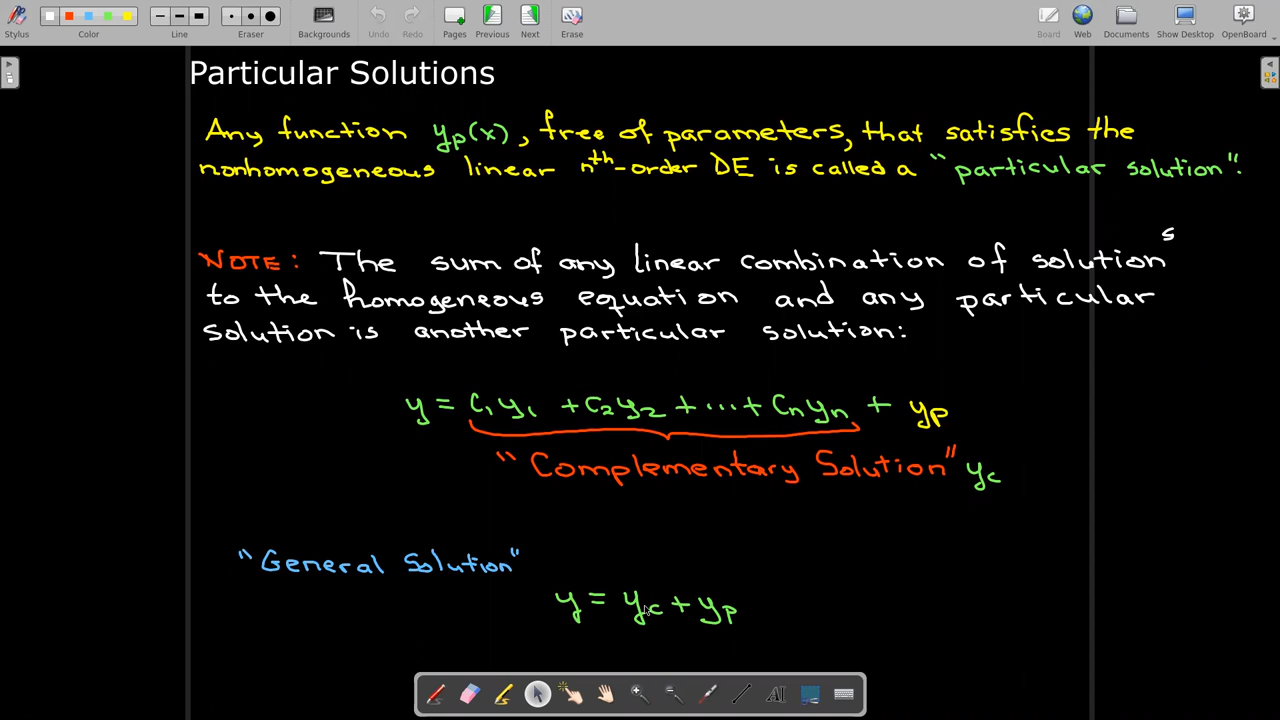 Stylus Color Line Eraser Backgrounds Undo Redo Pages Previous Next Erase Board Web Documents Show Desktop OpenBoard
Particular Solutions
Any function yₚ(x), free of parameters, that satisfies the
nonhomogeneous linear nᵗʰ-order DE is called a "particular solution".
NOTE: The sum of any linear combination of solutions
to the homogeneous equation and any particular
solution is another particular solution:
y = c₁y₁ + c₂y₂ + ... + cₙyₙ + yₚ
"Complementary Solution" y_c
"General Solution"
y = y_c + yₚ